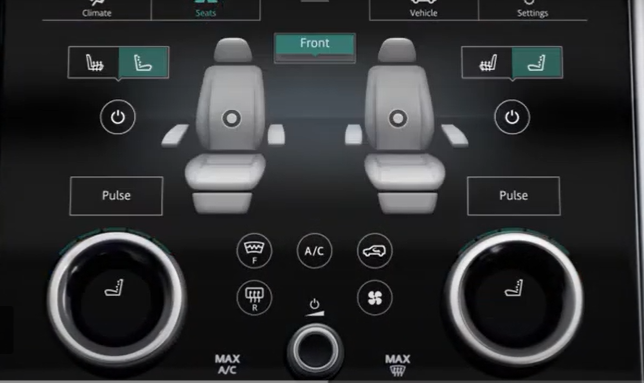 Climate
Seats
Vehicle
Settings
Front
Pulse
Pulse
F
A/C
R
MAX
A/C
MAX